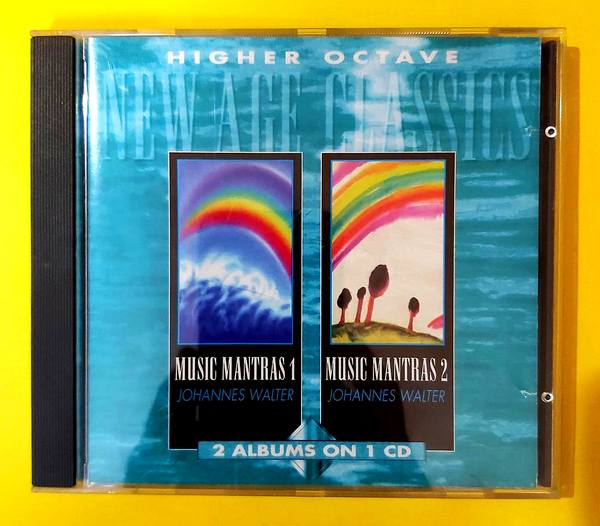 HIGHER OCTAVE
NEW AGE CLASSICS
MUSIC MANTRAS 1
JOHANNES WALTER
MUSIC MANTRAS 2
JOHANNES WALTER
2 ALBUMS ON 1 CD